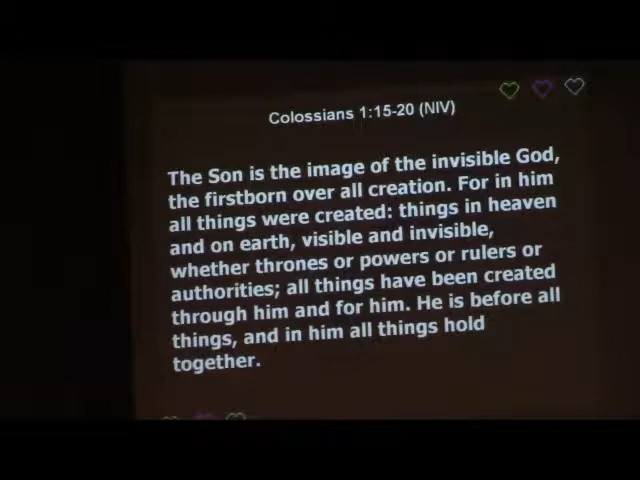 Colossians 1:15-20 (NIV)
The Son is the image of the invisible God,
the firstborn over all creation. For in him
all things were created: things in heaven
and on earth, visible and invisible,
whether thrones or powers or rulers or
authorities; all things have been created
through him and for him. He is before all
things, and in him all things hold
together.